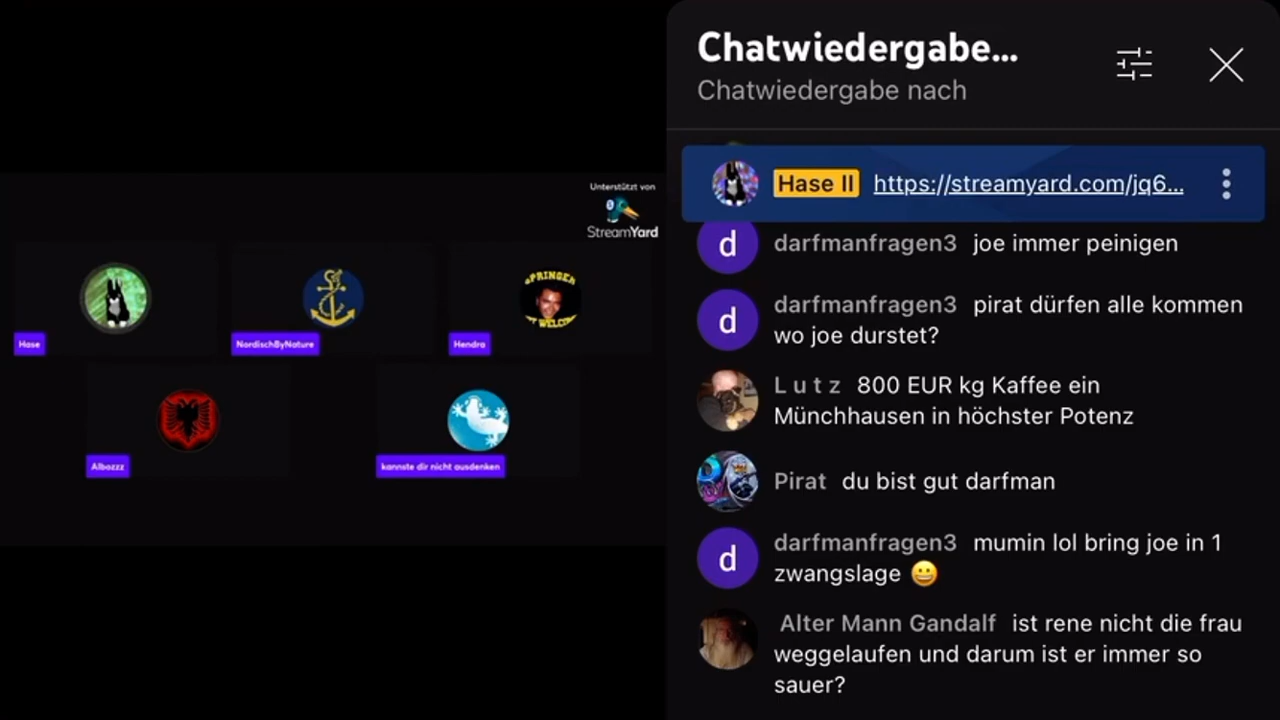 Unterstützt von
StreamYard
SPRINGER
WELCO
Hase
NordischByNature
Hendra
Albozzz
kannste dir nicht ausdenken
Chatwiedergabe...
Chatwiedergabe nach
Hase II https://streamyard.com/jq6...
d darfmanfragen3 joe immer peinigen
d darfmanfragen3 pirat dürfen alle kommen
wo joe durstet?
L u t z 800 EUR kg Kaffee ein
Münchhausen in höchster Potenz
Pirat du bist gut darfman
d darfmanfragen3 mumin lol bring joe in 1
zwangslage 😀
Alter Mann Gandalf ist rene nicht die frau
weggelaufen und darum ist er immer so
sauer?